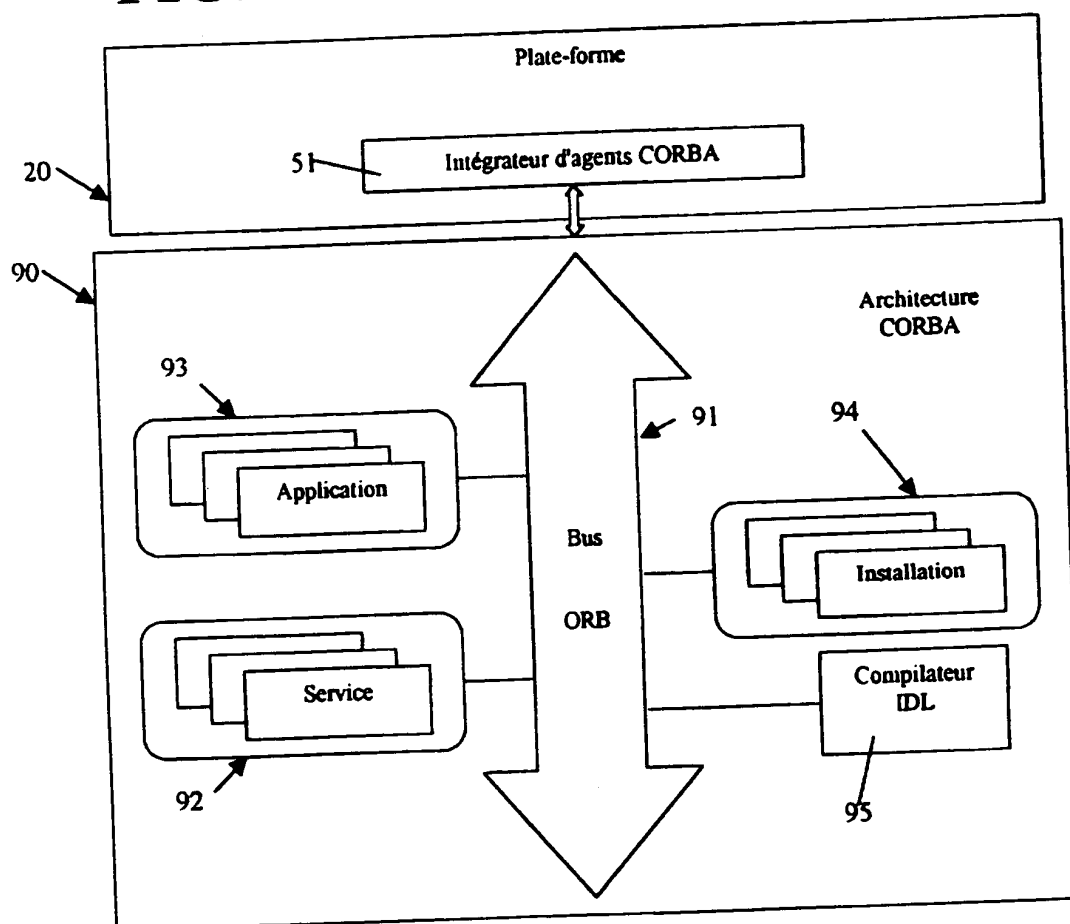 Plate-forme
51
Intégrateur d'agents CORBA
20
90
Architecture
CORBA
93
91
94
Application
Bus
Installation
ORB
Compilateur
IDL
Service
92
95